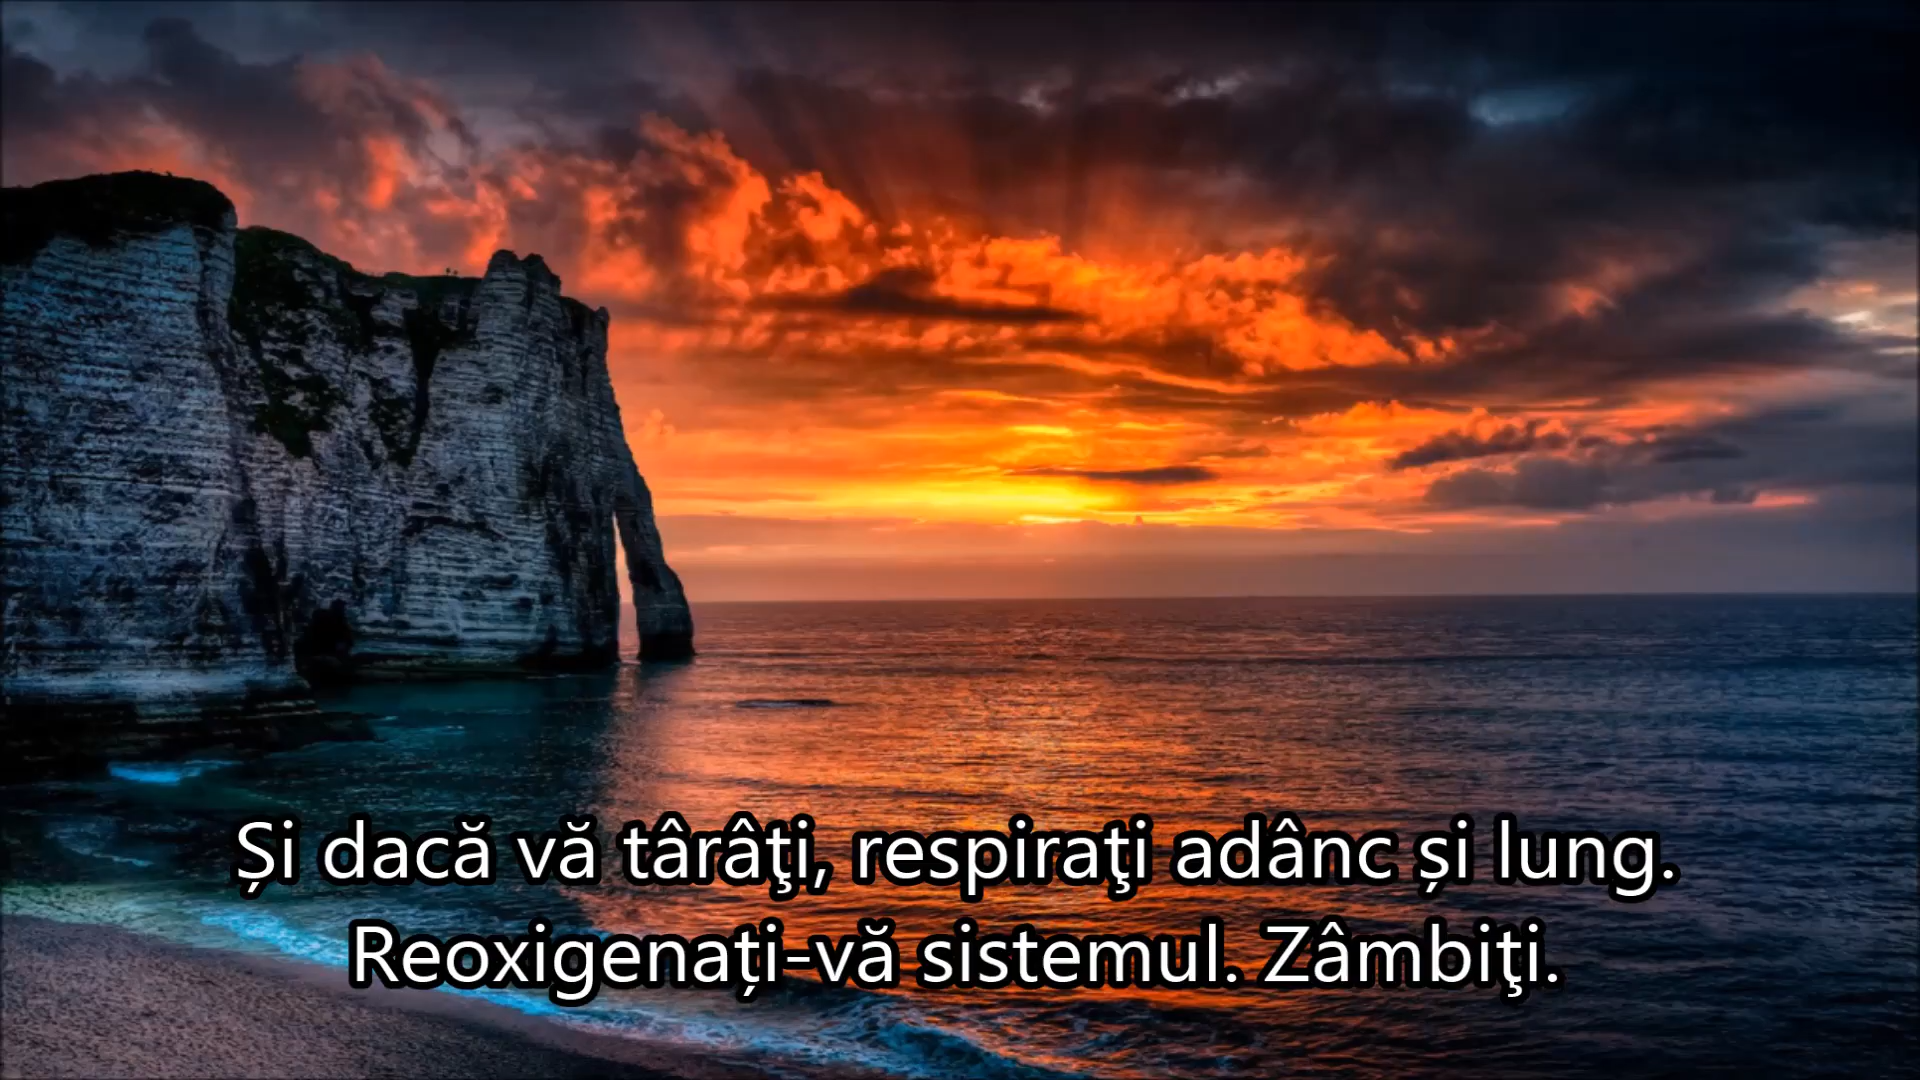 Și dacă vă târâţi, respiraţi adânc și lung.
Reoxigenați-vă sistemul. Zâmbiţi.